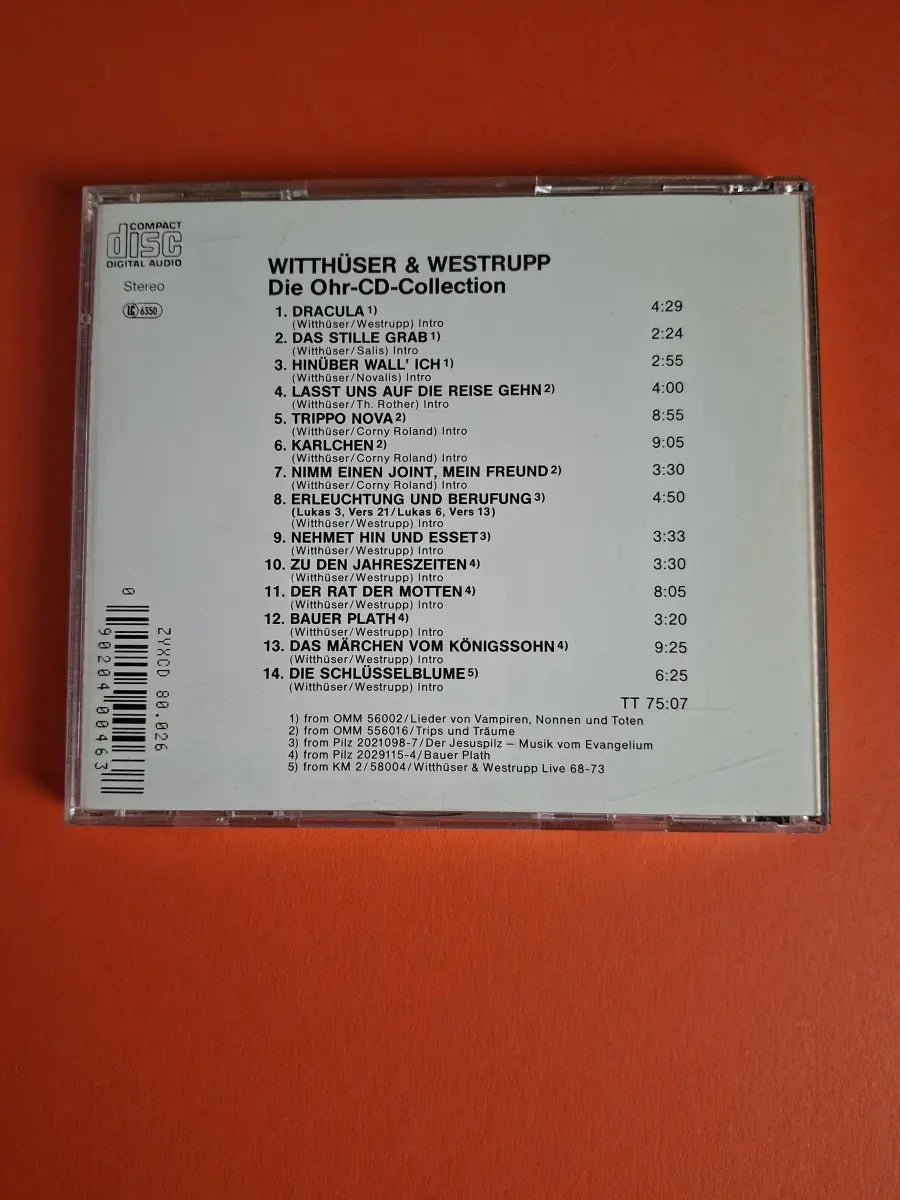 COMPACT
disc
DIGITAL AUDIO
Stereo
LC 6350
WITTHÜSER & WESTRUPP
Die Ohr-CD-Collection
1. DRACULA 1) 4:29
(Witthüser/Westrupp) Intro
2. DAS STILLE GRAB 1) 2:24
(Witthüser/Salis) Intro
3. HINÜBER WALL' ICH 1) 2:55
(Witthüser/Novalis) Intro
4. LASST UNS AUF DIE REISE GEHN 2) 4:00
(Witthüser/Th. Rother) Intro
5. TRIPPO NOVA 2) 8:55
(Witthüser/Corny Roland) Intro
6. KARLCHEN 2) 9:05
(Witthüser/Corny Roland) Intro
7. NIMM EINEN JOINT, MEIN FREUND 2) 3:30
(Witthüser/Corny Roland) Intro
8. ERLEUCHTUNG UND BERUFUNG 3) 4:50
(Lukas 3, Vers 21/Lukas 6, Vers 13)
(Witthüser/Westrupp) Intro
9. NEHMET HIN UND ESSET 3) 3:33
(Witthüser/Westrupp) Intro
10. ZU DEN JAHRESZEITEN 4) 3:30
(Witthüser/Westrupp) Intro
11. DER RAT DER MOTTEN 4) 8:05
(Witthüser/Westrupp) Intro
12. BAUER PLATH 4) 3:20
(Witthüser/Westrupp) Intro
13. DAS MÄRCHEN VOM KÖNIGSSOHN 4) 9:25
(Witthüser/Westrupp) Intro
14. DIE SCHLÜSSELBLUME 5) 6:25
(Witthüser/Westrupp) Intro
TT 75:07
1) from OMM 56002/Lieder von Vampiren, Nonnen und Toten
2) from OMM 556016/Trips und Träume
3) from Pilz 2021098-7/Der Jesuspilz – Musik vom Evangelium
4) from Pilz 2029115-4/Bauer Plath
5) from KM 2/58004/Witthüser & Westrupp Live 68-73
ZYXCD 80.026
0 90204 00463